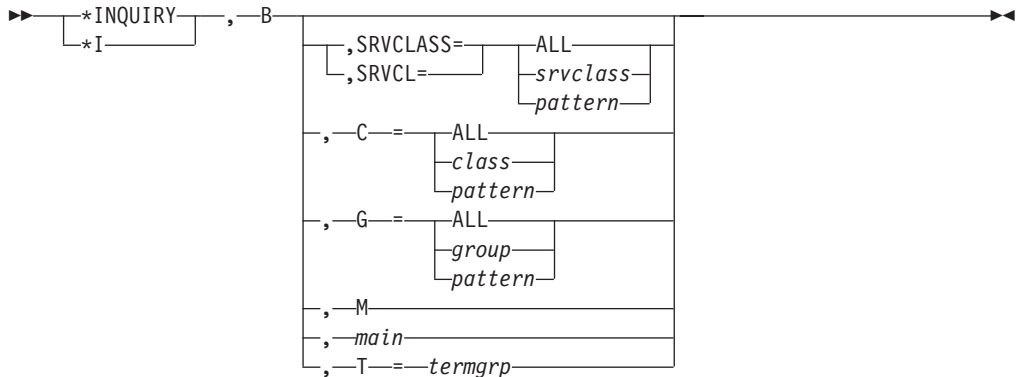 *INQUIRY , B
*I
,SRVCLASS= ALL
,SRVCL= srvclass
pattern
, C = ALL
class
pattern
, G = ALL
group
pattern
, M
, main
, T = termgrp